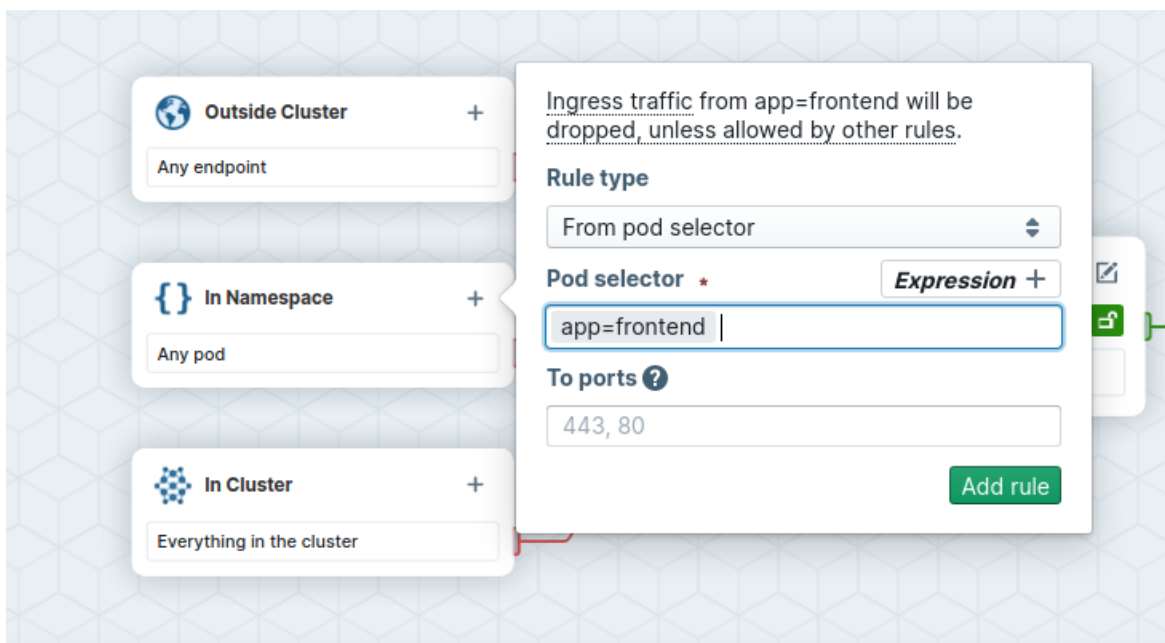 Outside Cluster
Any endpoint
In Namespace
Any pod
In Cluster
Everything in the cluster
Ingress traffic from app=frontend will be
dropped, unless allowed by other rules.
Rule type
From pod selector
Pod selector *
Expression +
app=frontend
To ports ?
443, 80
Add rule